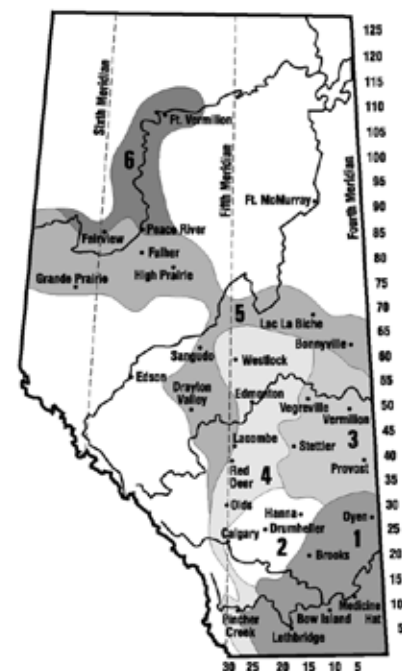 125
120
115
110
105
100
95
90
85
80
75
70
65
60
55
50
45
40
35
30
25
20
15
10
5
Sixth Meridian
Fifth Meridian
Fourth Meridian
Ft. Vermilion
6
Ft. McMurray
Peace River
Fairview
Falher
High Prairie
Grande Prairie
5
Lac La Biche
Bonnyville
Sangudo
Westlock
Edson
Drayton
Valley
Edmonton
Vegreville
Vermilion
3
Lacombe
Stettler
Provost
Red
Deer
4
Olds
Hanna
Oyen
1
Calgary
Drumheller
2
Brooks
Pincher
Creek
Bow Island
Medicine
Hat
Lethbridge
30 25 20 15 10 5